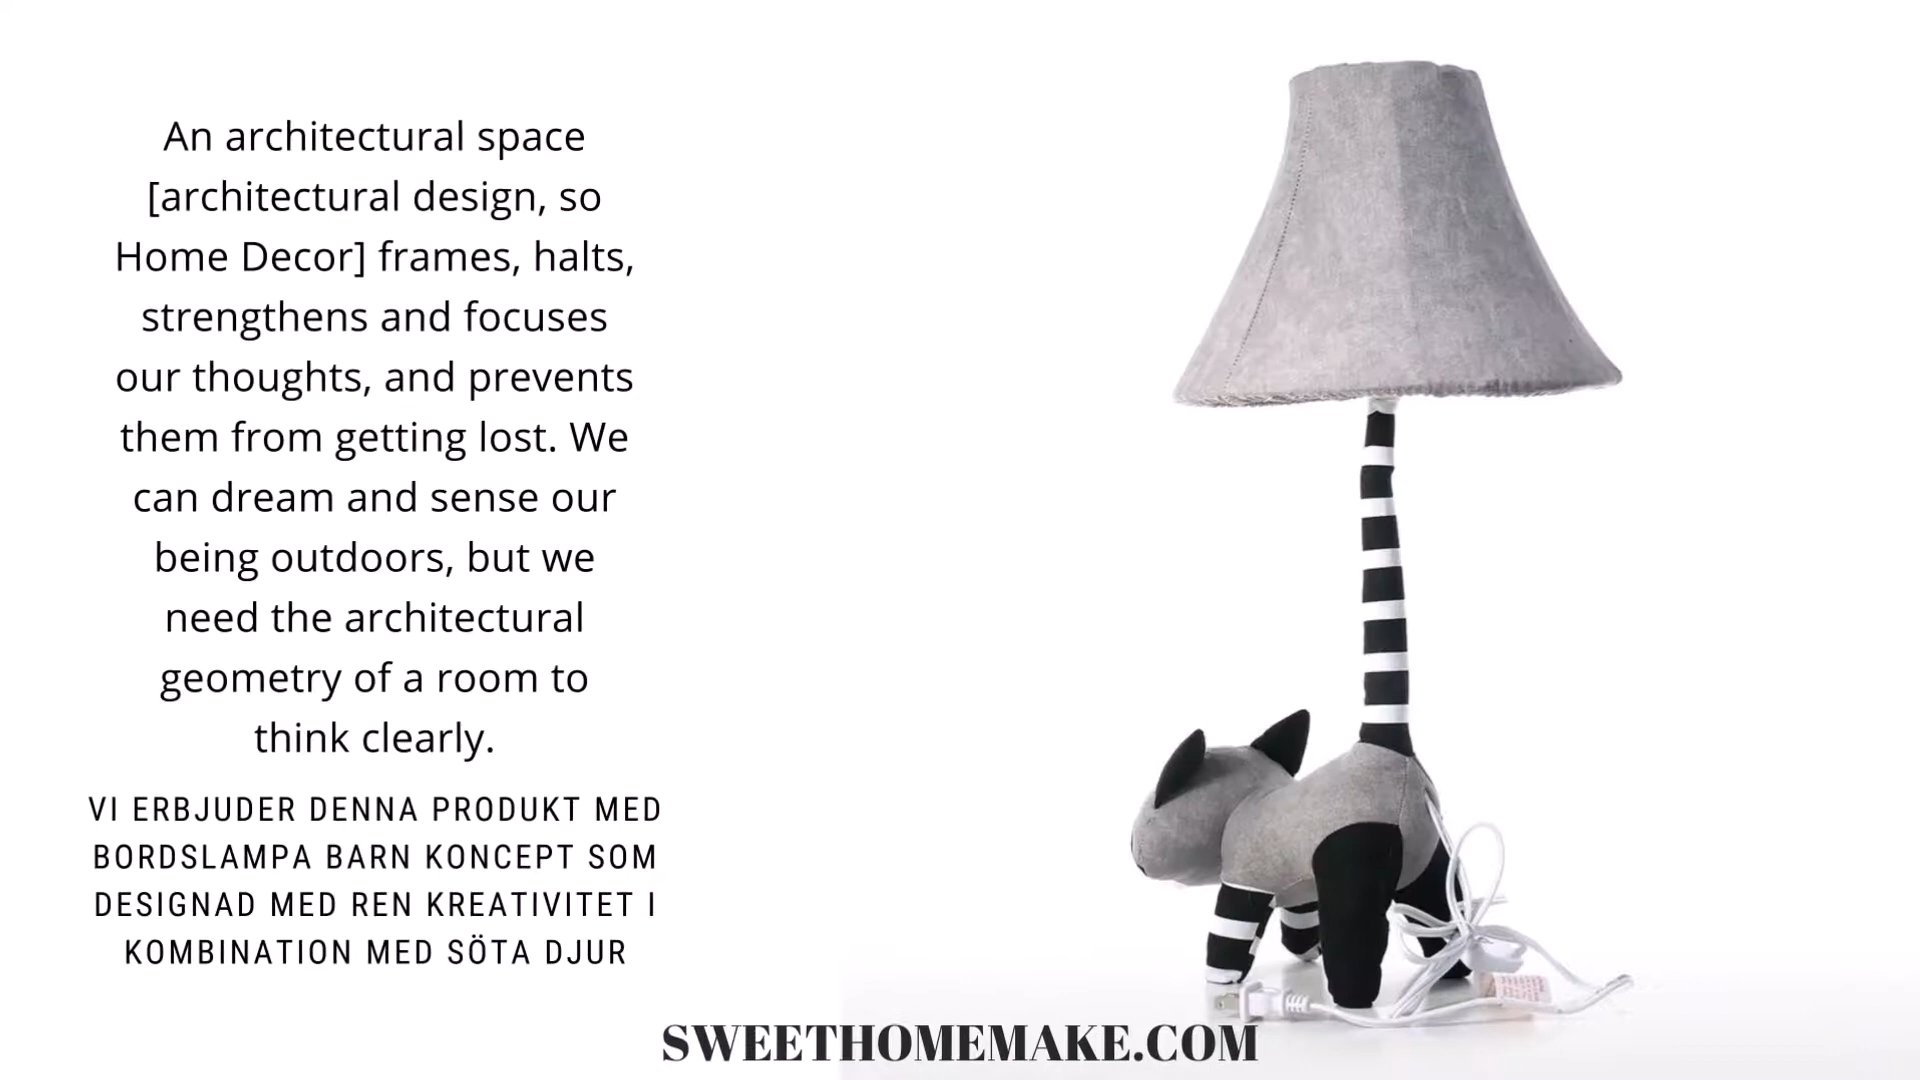 An architectural space
[architectural design, so
Home Decor] frames, halts,
strengthens and focuses
our thoughts, and prevents
them from getting lost. We
can dream and sense our
being outdoors, but we
need the architectural
geometry of a room to
think clearly.
VI ERBJUDER DENNA PRODUKT MED
BORDSLAMPA BARN KONCEPT SOM
DESIGNAD MED REN KREATIVITET I
KOMBINATION MED SÖTA DJUR
SWEETHOMEMAKE.COM